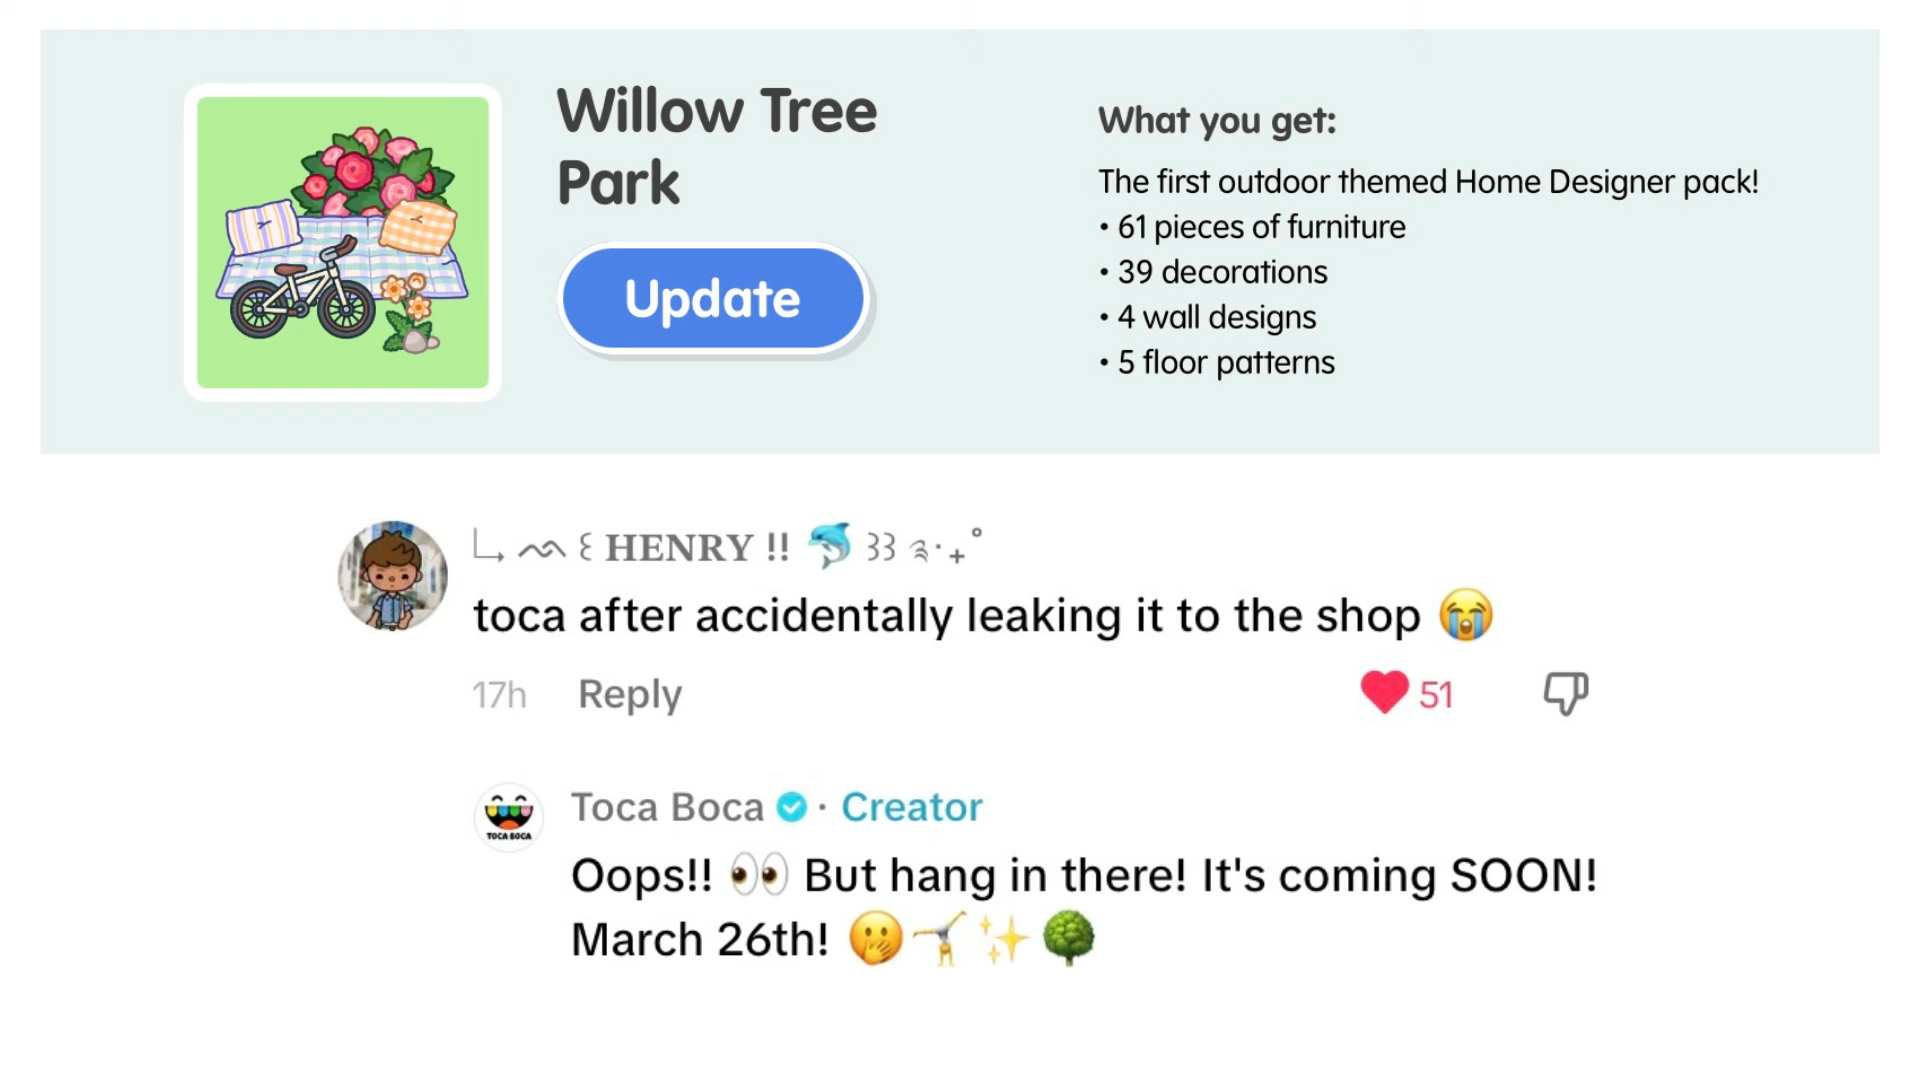 Willow Tree
Park
Update
What you get:
The first outdoor themed Home Designer pack!
• 61 pieces of furniture
• 39 decorations
• 4 wall designs
• 5 floor patterns
HENRY !! 🐬
toca after accidentally leaking it to the shop 😭
17h Reply 51
TOCA BOCA
Toca Boca · Creator
Oops!! 👀 But hang in there! It's coming SOON!
March 26th! 🤭🤸✨🌳